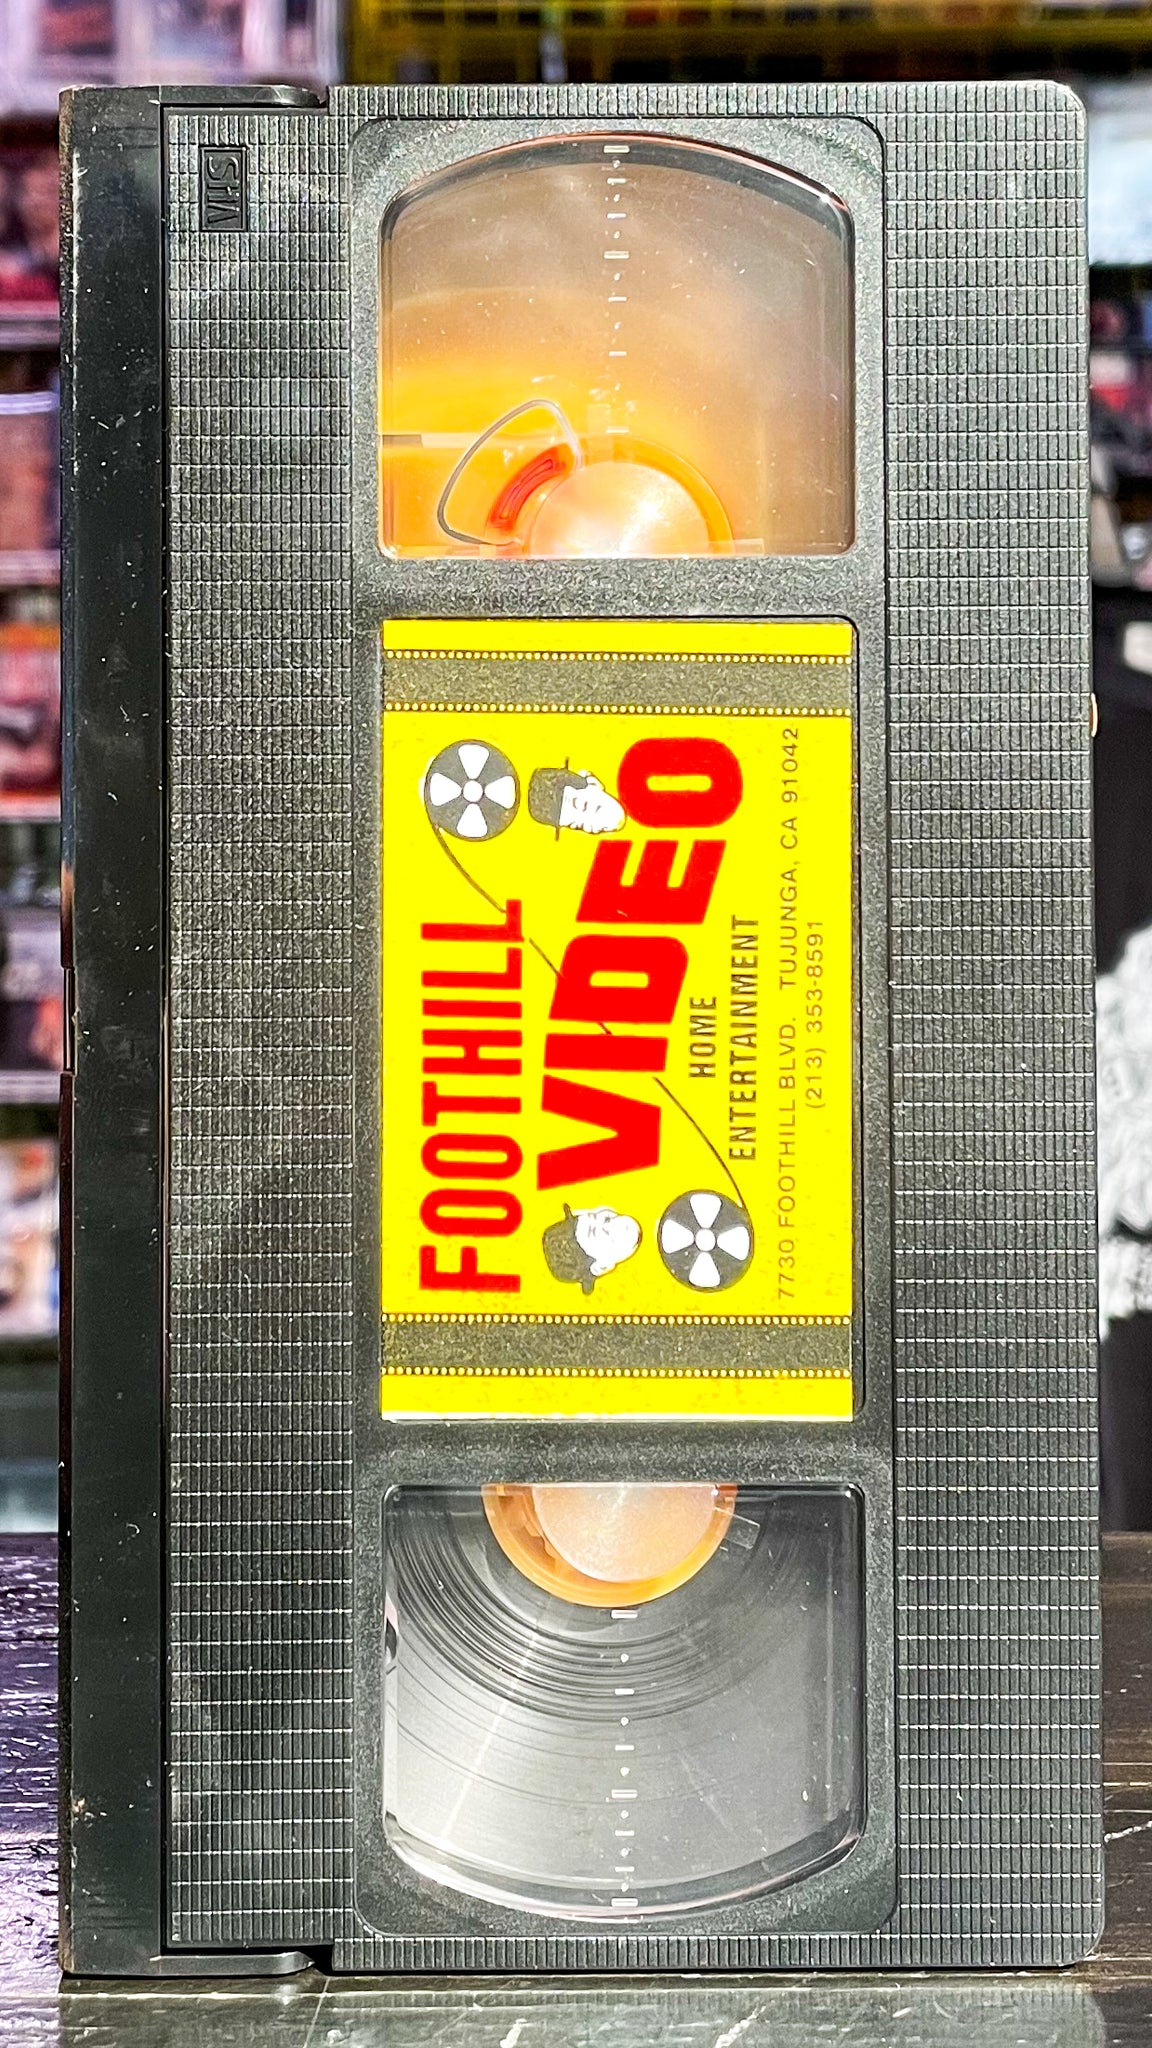 VHS
FOOTHILL
VIDEO
HOME
ENTERTAINMENT
7730 FOOTHILL BLVD. TUJUNGA, CA 91042
(213) 353-8591